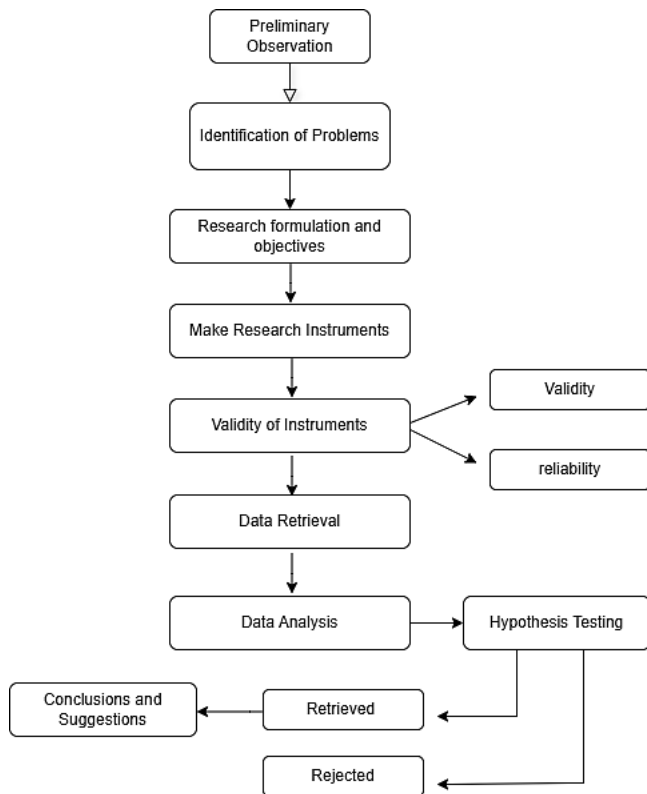 Preliminary
Observation
Identification of Problems
Research formulation and
objectives
Make Research Instruments
Validity of Instruments
Validity
reliability
Data Retrieval
Data Analysis
Hypothesis Testing
Conclusions and
Suggestions
Retrieved
Rejected